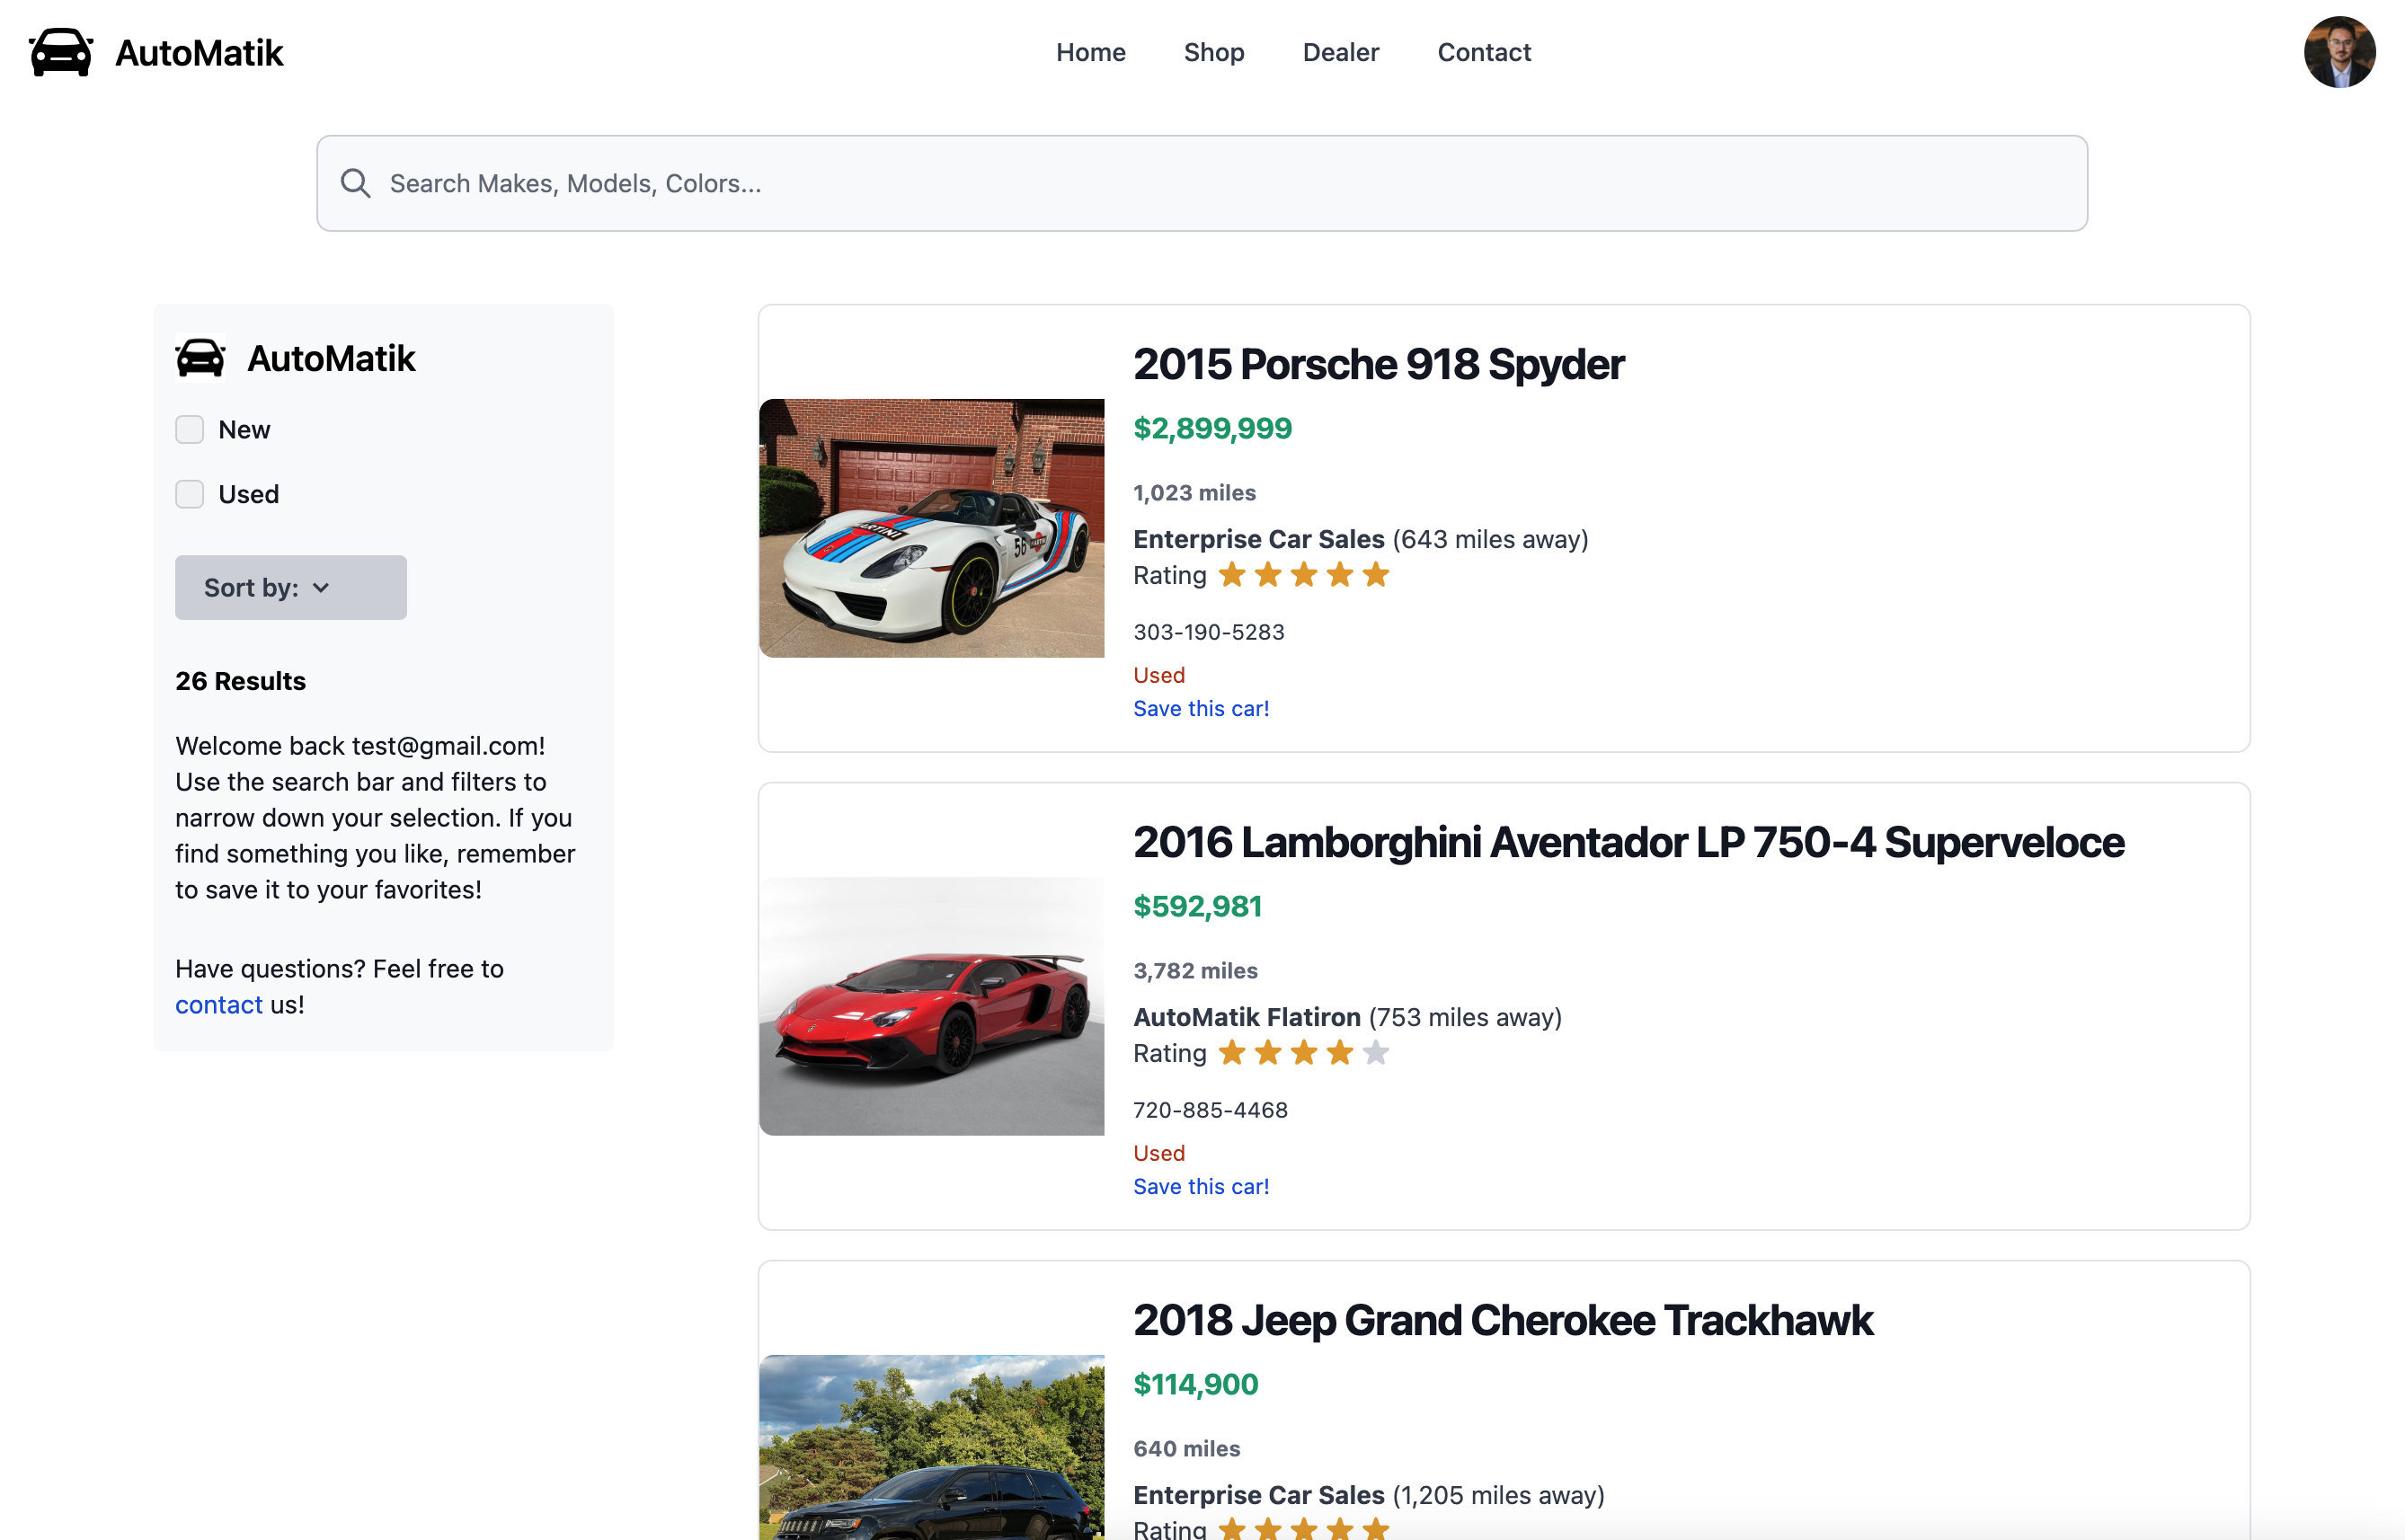 AutoMatik
Home Shop Dealer Contact
Search Makes, Models, Colors...
AutoMatik
New
Used
Sort by:
26 Results
Welcome back test@gmail.com!
Use the search bar and filters to
narrow down your selection. If you
find something you like, remember
to save it to your favorites!
Have questions? Feel free to
contact us!
2015 Porsche 918 Spyder
$2,899,999
1,023 miles
Enterprise Car Sales (643 miles away)
Rating
303-190-5283
Used
Save this car!
MARTINI
56
MARTINI
2016 Lamborghini Aventador LP 750-4 Superveloce
$592,981
3,782 miles
AutoMatik Flatiron (753 miles away)
Rating
720-885-4468
Used
Save this car!
2018 Jeep Grand Cherokee Trackhawk
$114,900
640 miles
Enterprise Car Sales (1,205 miles away)
Rating